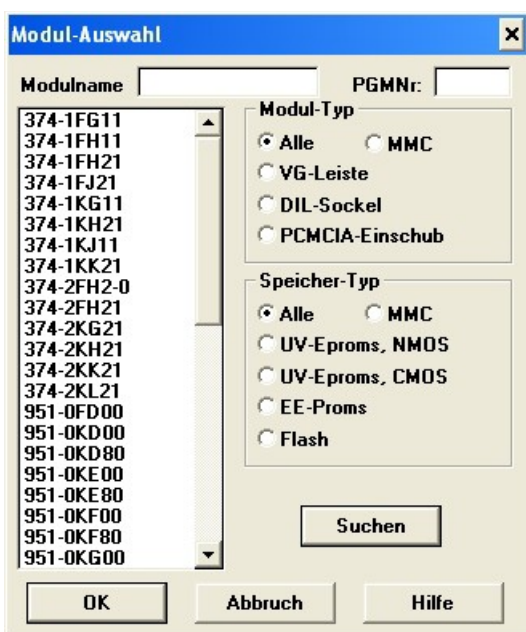 Modul-Auswahl
Modulname
PGMNr:
374-1FG11
374-1FH11
374-1FH21
374-1FJ21
374-1KG11
374-1KH21
374-1KJ11
374-1KK21
374-2FH2-0
374-2FH21
374-2KG21
374-2KH21
374-2KK21
374-2KL21
951-0FD00
951-0KD00
951-0KD80
951-0KE00
951-0KE80
951-0KF00
951-0KF80
951-0KG00
Modul-Typ
Alle MMC
VG-Leiste
DIL-Sockel
PCMCIA-Einschub
Speicher-Typ
Alle MMC
UV-Eproms, NMOS
UV-Eproms, CMOS
EE-Proms
Flash
Suchen
OK Abbruch Hilfe